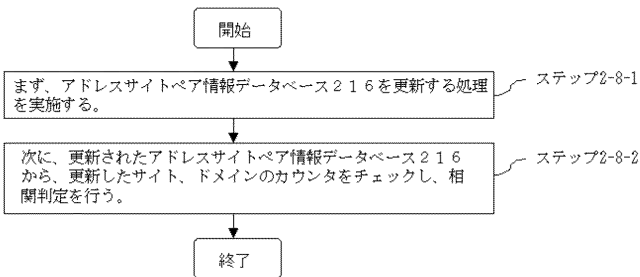 開始
まず、アドレスサイトペア情報データベース２１６を更新する処理
を実施する。
ステップ2-8-1
次に、更新されたアドレスサイトペア情報データベース２１６
から、更新したサイト、ドメインのカウンタをチェックし、相
関判定を行う。
ステップ2-8-2
終了